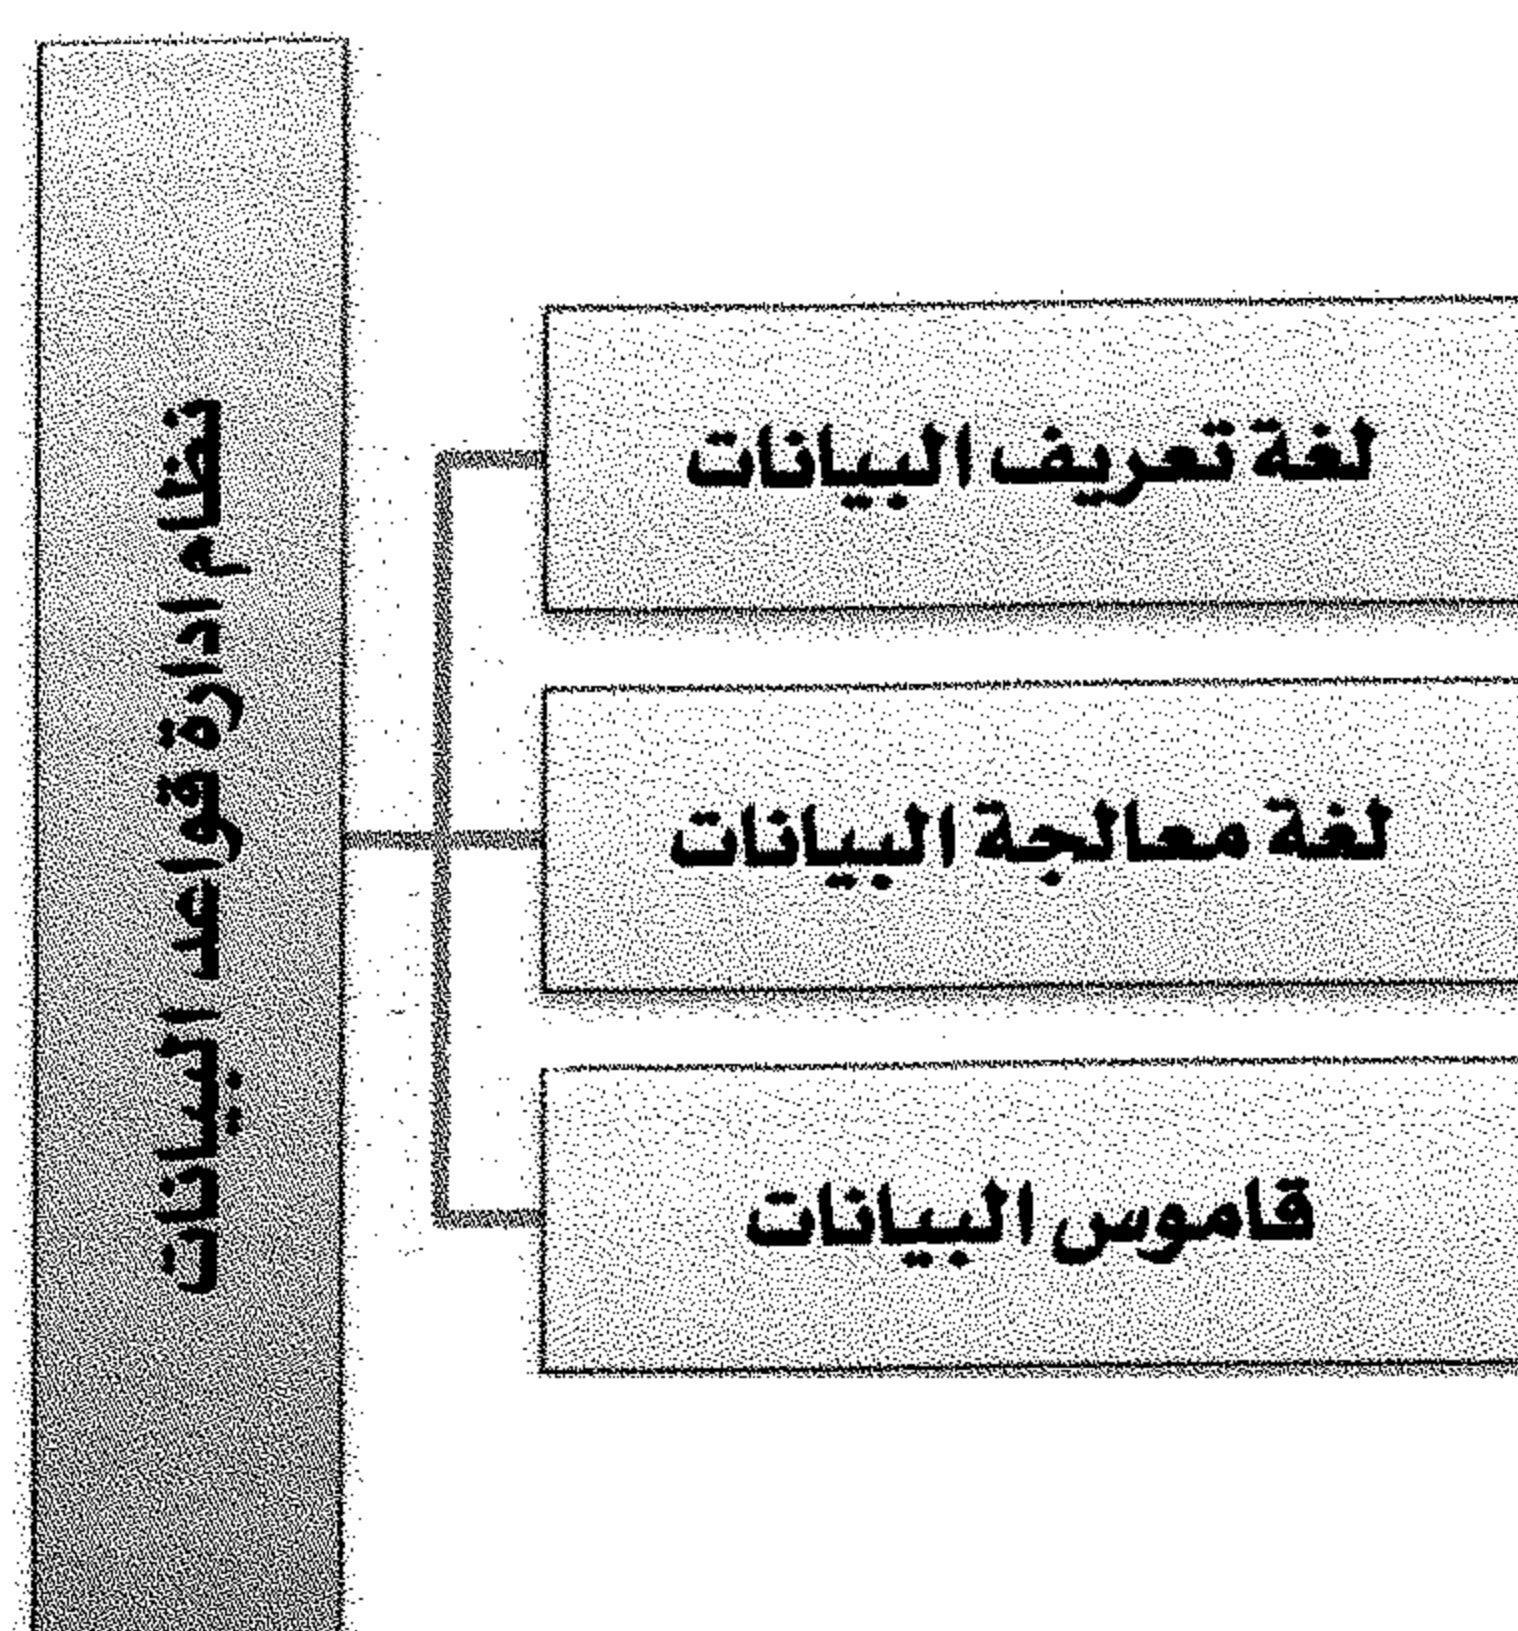 نظام ادارة قواعد البيانات
لغة تعريف البيانات
لغة معالجة البيانات
قاموس البيانات